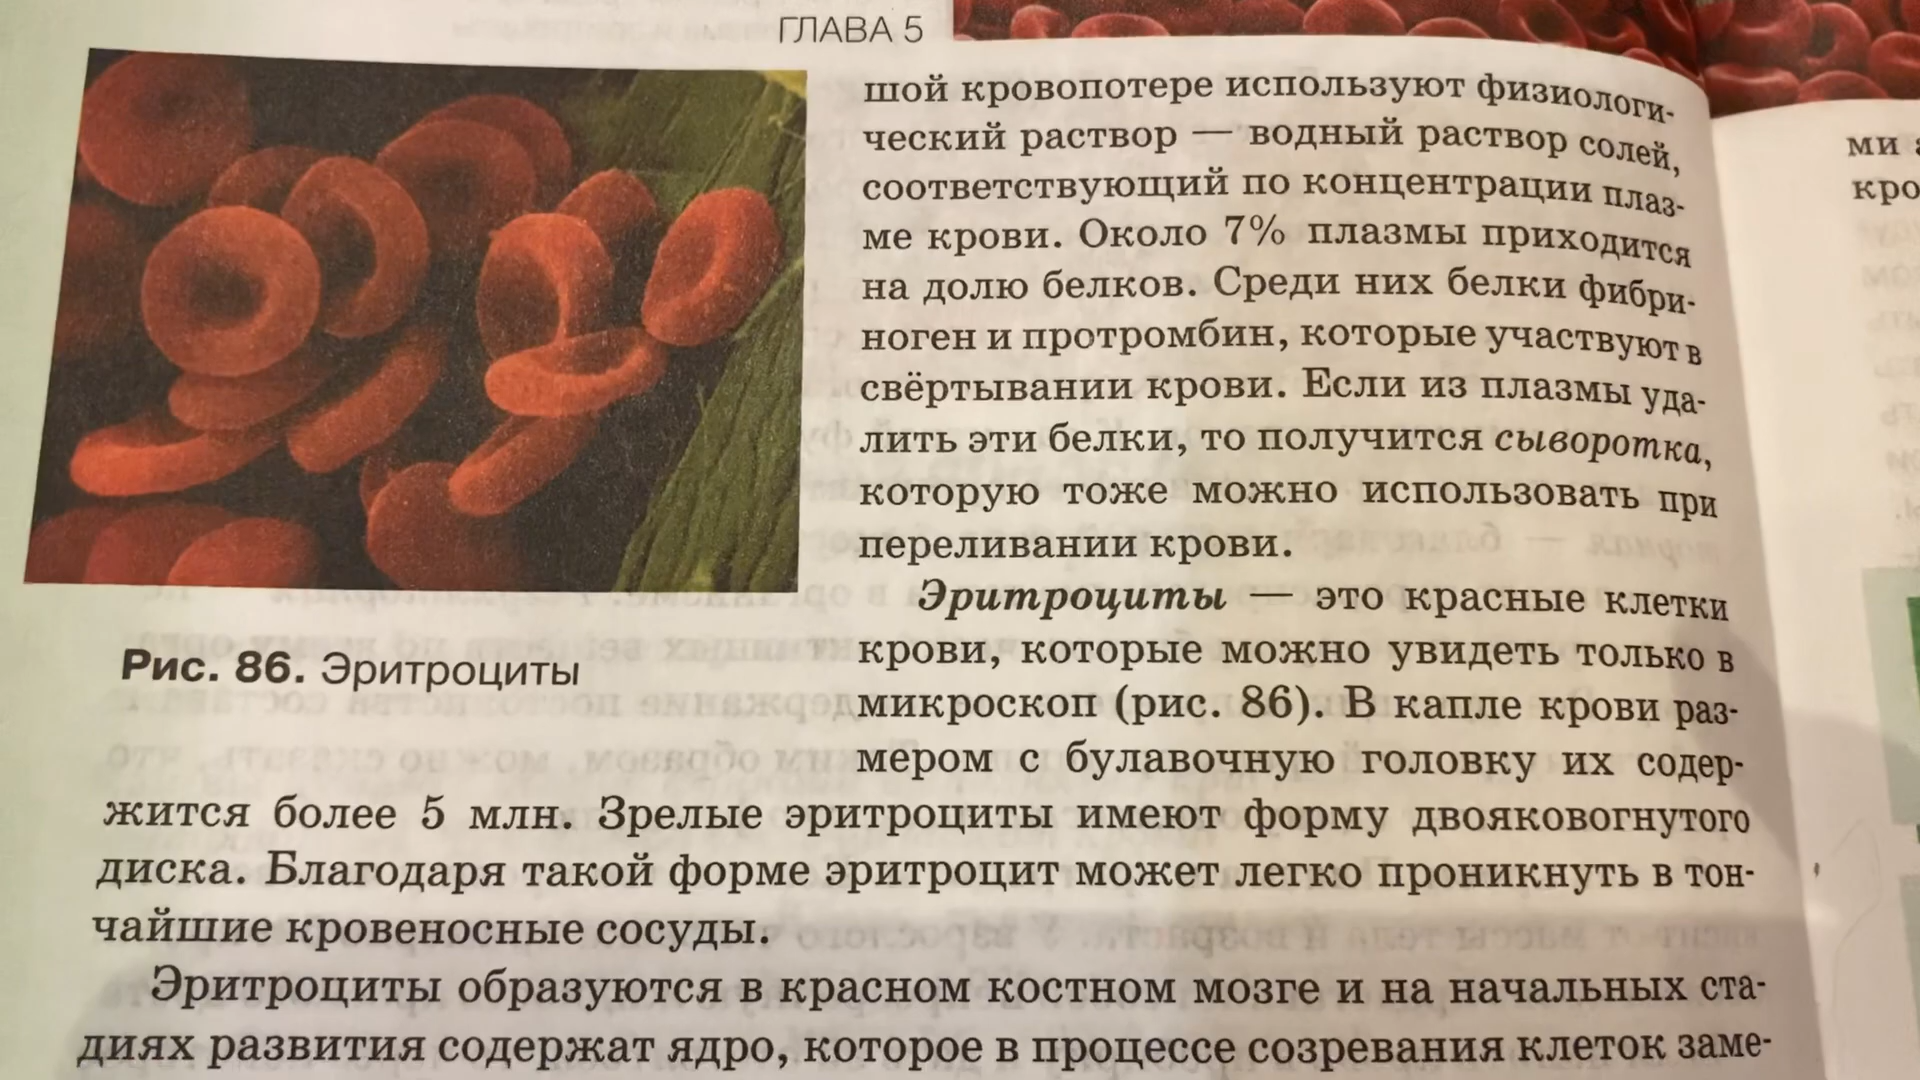 ГЛАВА 5
шой кровопотере используют физиологи-
ческий раствор — водный раствор солей,
соответствующий по концентрации плаз-
ме крови. Около 7% плазмы приходится
на долю белков. Среди них белки фибри-
ноген и протромбин, которые участвуют в
свёртывании крови. Если из плазмы уда-
лить эти белки, то получится сыворотка,
которую тоже можно использовать при
переливании крови.
Эритроциты — это красные клетки
крови, которые можно увидеть только в
микроскоп (рис. 86). В капле крови раз-
мером с булавочную головку их содер-
жится более 5 млн. Зрелые эритроциты имеют форму двояковогнутого
диска. Благодаря такой форме эритроцит может легко проникнуть в тон-
чайшие кровеносные сосуды.
Эритроциты образуются в красном костном мозге и на начальных ста-
диях развития содержат ядро, которое в процессе созревания клеток заме-
Рис. 86. Эритроциты
ми
кро